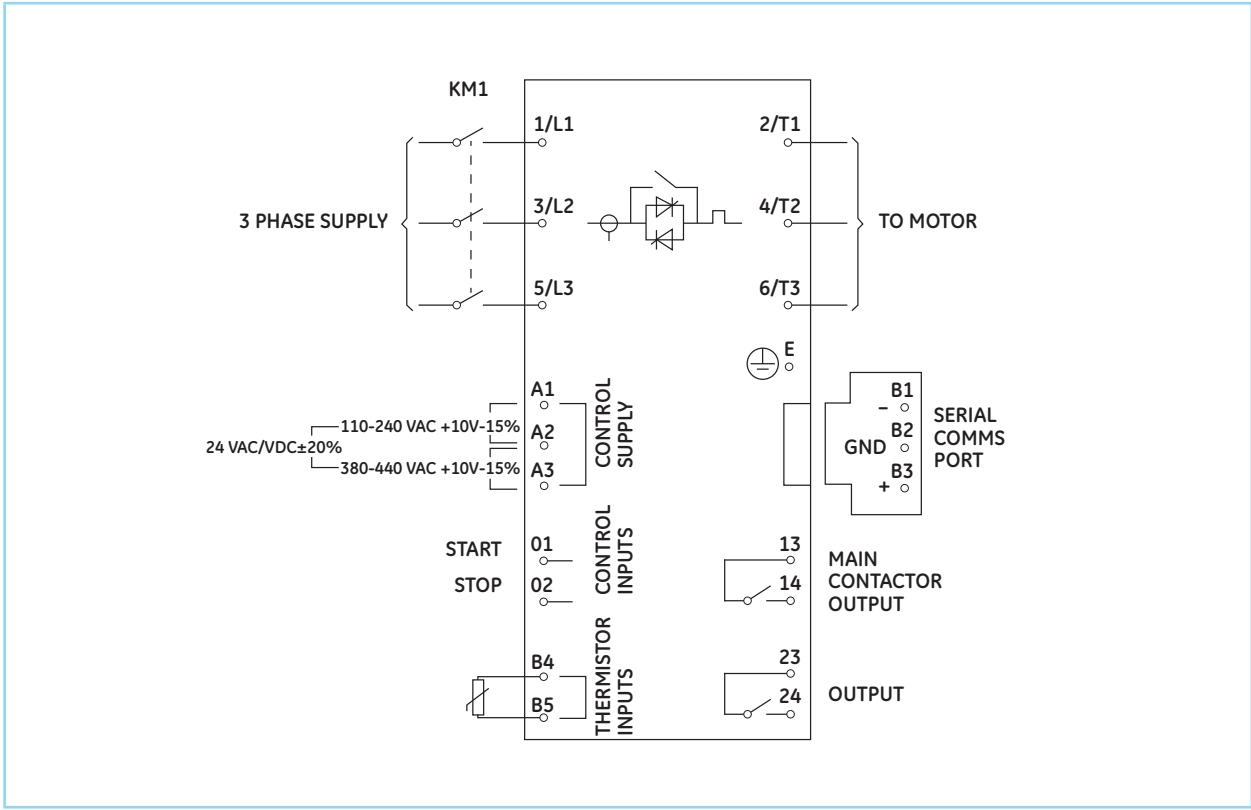 KM1
1/L1
2/T1
3 PHASE SUPPLY
3/L2
4/T2
TO MOTOR
5/L3
6/T3
E
A1
110-240 VAC +10V-15%
A2
24 VAC/VDC±20%
380-440 VAC +10V-15%
A3
CONTROL
SUPPLY
B1
–
B2
GND
B3
+
SERIAL
COMMS
PORT
START
01
STOP
02
CONTROL
INPUTS
13
14
MAIN
CONTACTOR
OUTPUT
B4
B5
THERMISTOR
INPUTS
23
24
OUTPUT